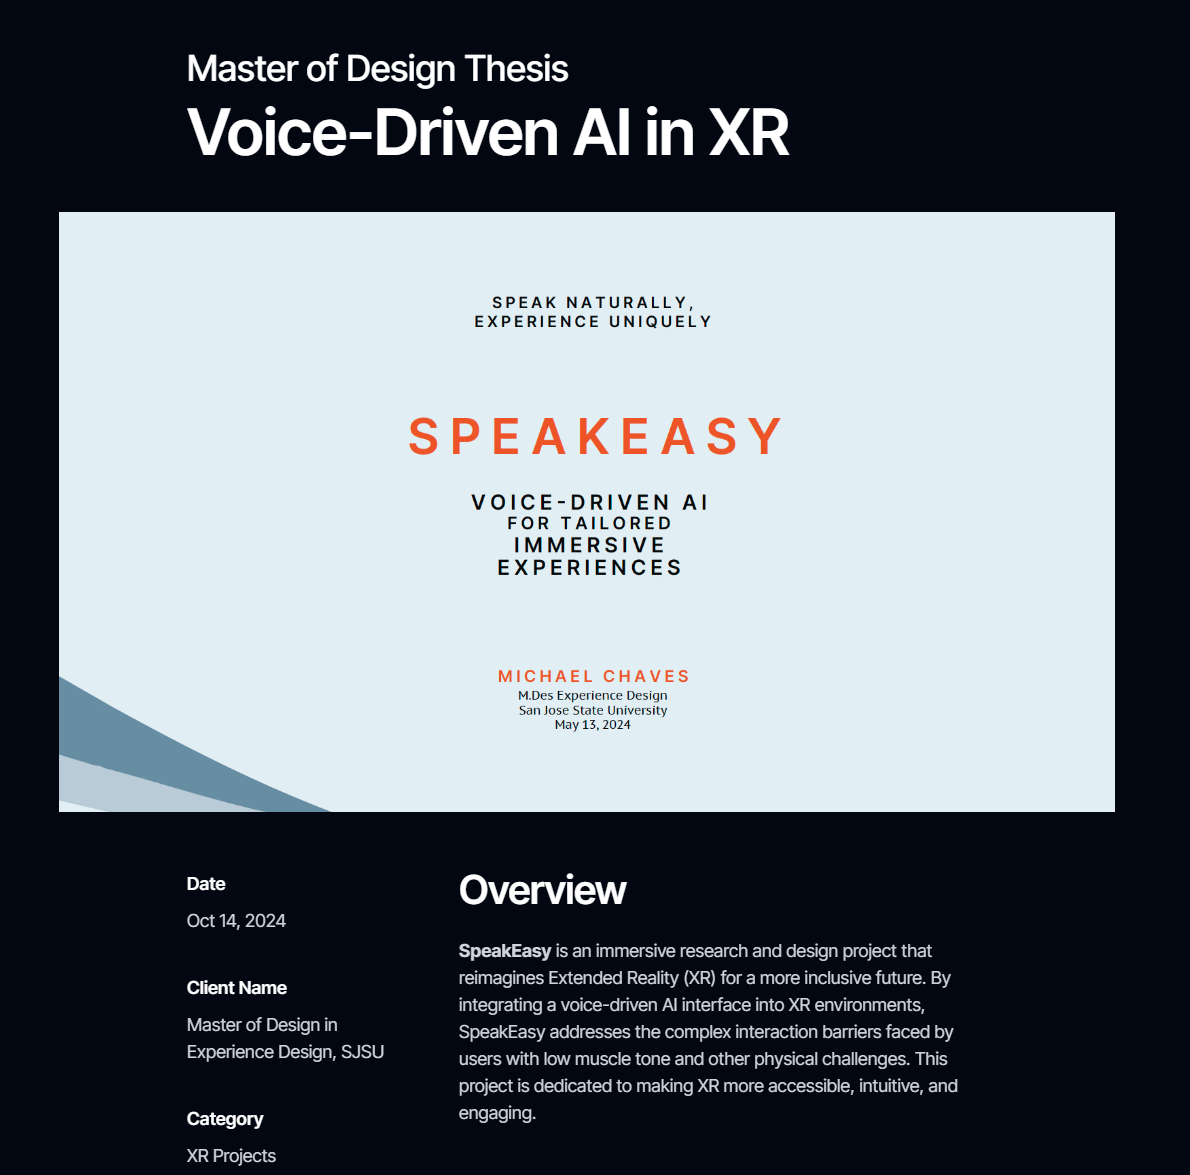 Master of Design Thesis
Voice-Driven AI in XR
SPEAK NATURALLY,
EXPERIENCE UNIQUELY
SPEAKEASY
VOICE-DRIVEN AI
FOR TAILORED
IMMERSIVE
EXPERIENCES
MICHAEL CHAVES
M.Des Experience Design
San Jose State University
May 13, 2024
Date
Oct 14, 2024
Client Name
Master of Design in
Experience Design, SJSU
Category
XR Projects
Overview
SpeakEasy is an immersive research and design project that
reimagines Extended Reality (XR) for a more inclusive future. By
integrating a voice-driven AI interface into XR environments,
SpeakEasy addresses the complex interaction barriers faced by
users with low muscle tone and other physical challenges. This
project is dedicated to making XR more accessible, intuitive, and
engaging.